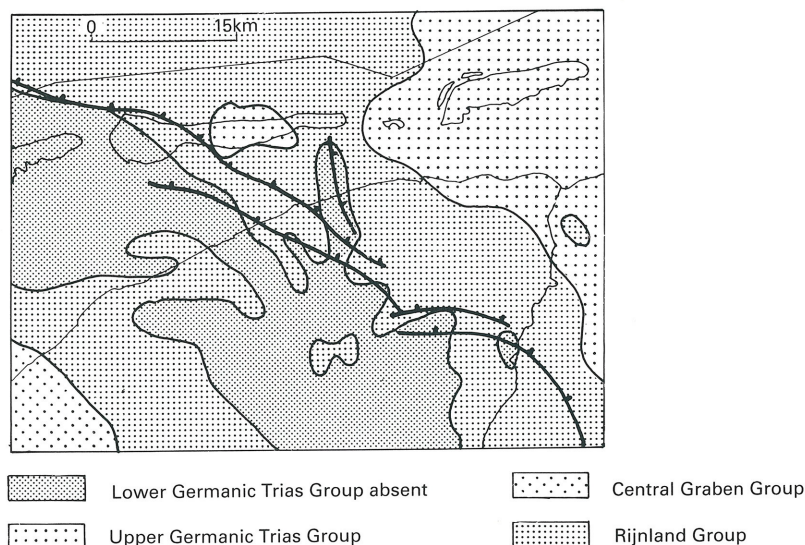 0 15km
Lower Germanic Trias Group absent
Central Graben Group
Upper Germanic Trias Group
Rijnland Group